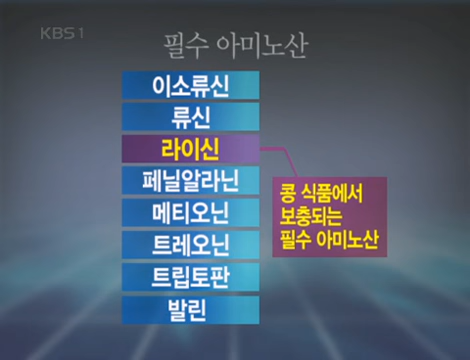 KBS 1
필수 아미노산
이소류신
류신
라이신
페닐알라닌
메티오닌
트레오닌
트립토판
발린
콩 식품에서
보충되는
필수 아미노산